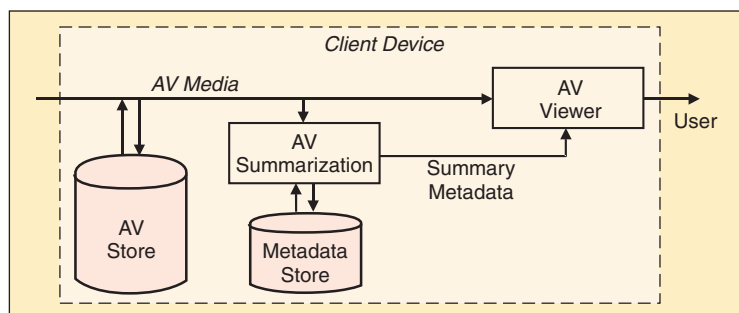 Client Device
AV Media
AV
Viewer
User
AV
Summarization
Summary
Metadata
AV
Store
Metadata
Store